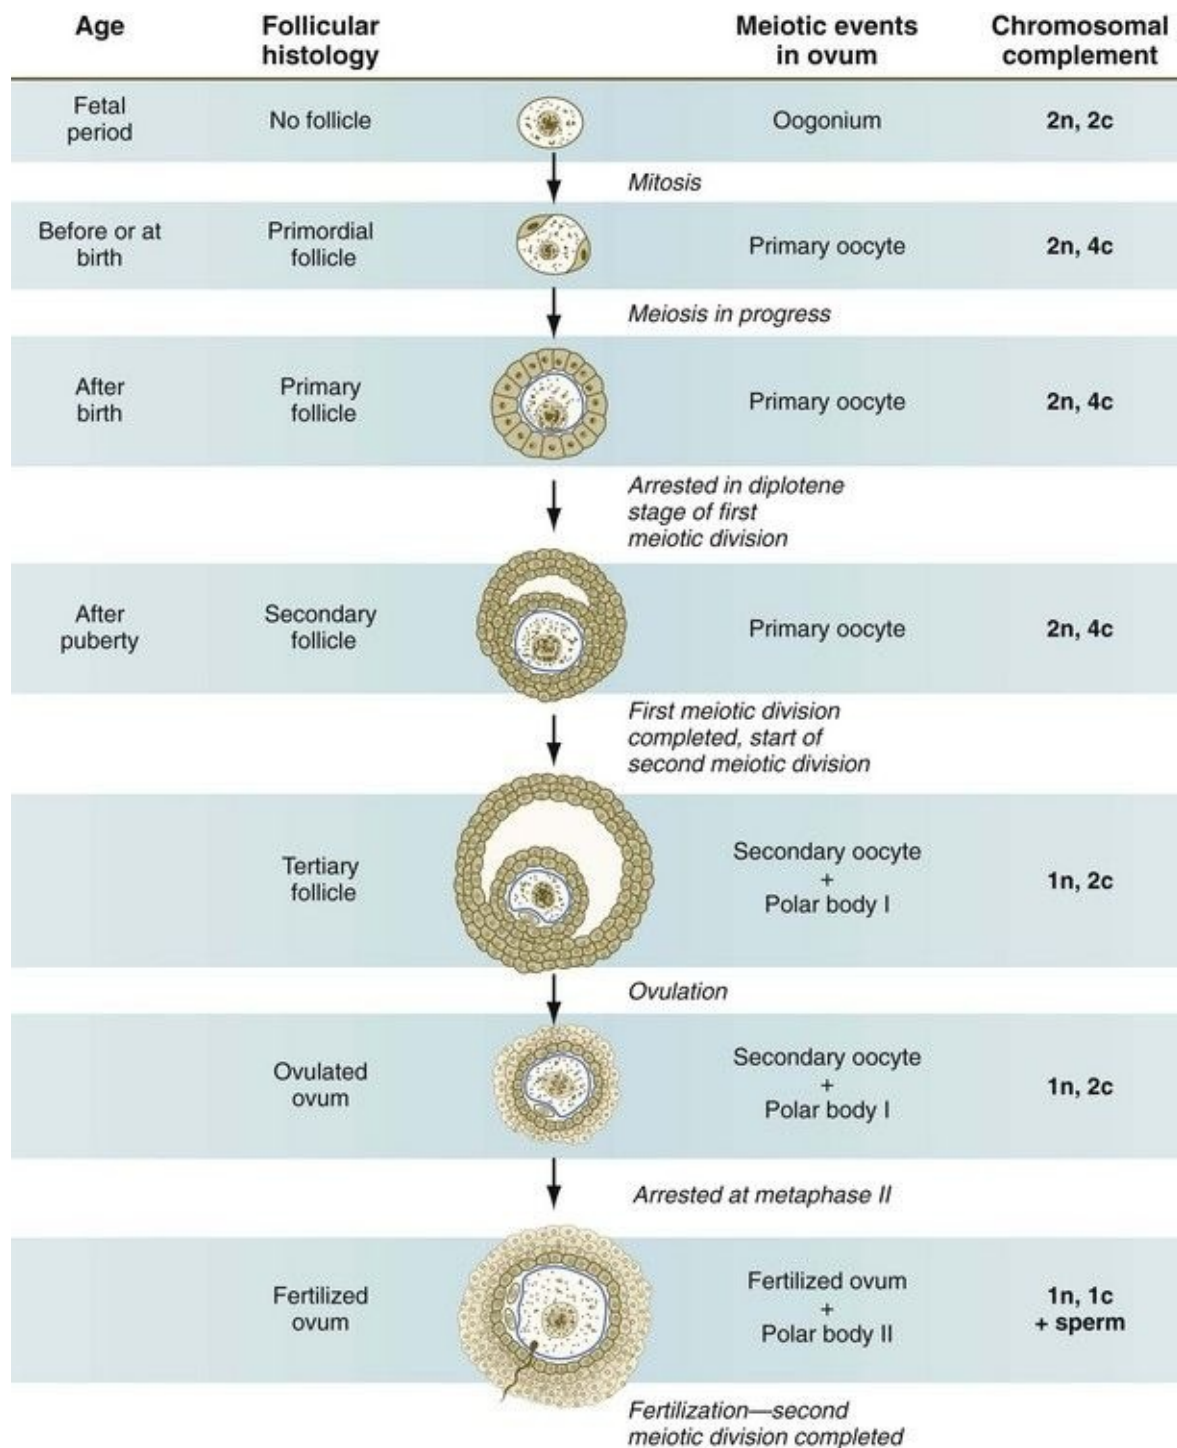 Age
Follicular
histology
Meiotic events
in ovum
Chromosomal
complement
Fetal
period
No follicle
Oogonium
2n, 2c
Mitosis
Before or at
birth
Primordial
follicle
Primary oocyte
2n, 4c
Meiosis in progress
After
birth
Primary
follicle
Primary oocyte
2n, 4c
Arrested in diplotene
stage of first
meiotic division
After
puberty
Secondary
follicle
Primary oocyte
2n, 4c
First meiotic division
completed, start of
second meiotic division
Tertiary
follicle
Secondary oocyte
+
Polar body I
1n, 2c
Ovulation
Ovulated
ovum
Secondary oocyte
+
Polar body I
1n, 2c
Arrested at metaphase II
Fertilized
ovum
Fertilized ovum
+
Polar body II
1n, 1c
+ sperm
Fertilization—second
meiotic division completed